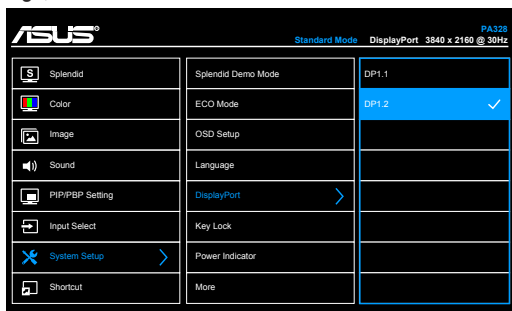 ASUS
PA328
Standard Mode DisplayPort 3840 x 2160 @ 30Hz
S Splendid
Color
Image
Sound
PIP/PBP Setting
Input Select
System Setup
Shortcut
Splendid Demo Mode
ECO Mode
OSD Setup
Language
DisplayPort
Key Lock
Power Indicator
More
DP1.1
DP1.2